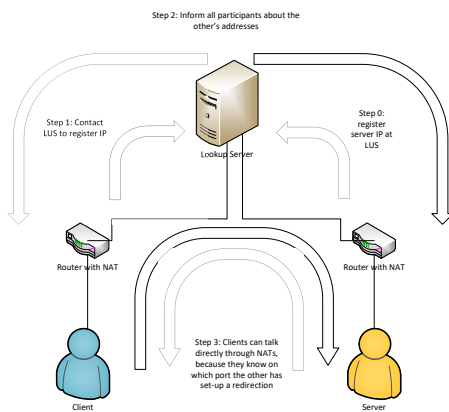 Step 2: Inform all participants about the
other's addresses
Step 1: Contact
LUS to register IP
Step 0:
register
server IP at
LUS
Lookup Server
Router with NAT
Router with NAT
Step 3: Clients can talk
directly through NATs,
because they know on
which port the other has
set-up a redirection
Client
Server